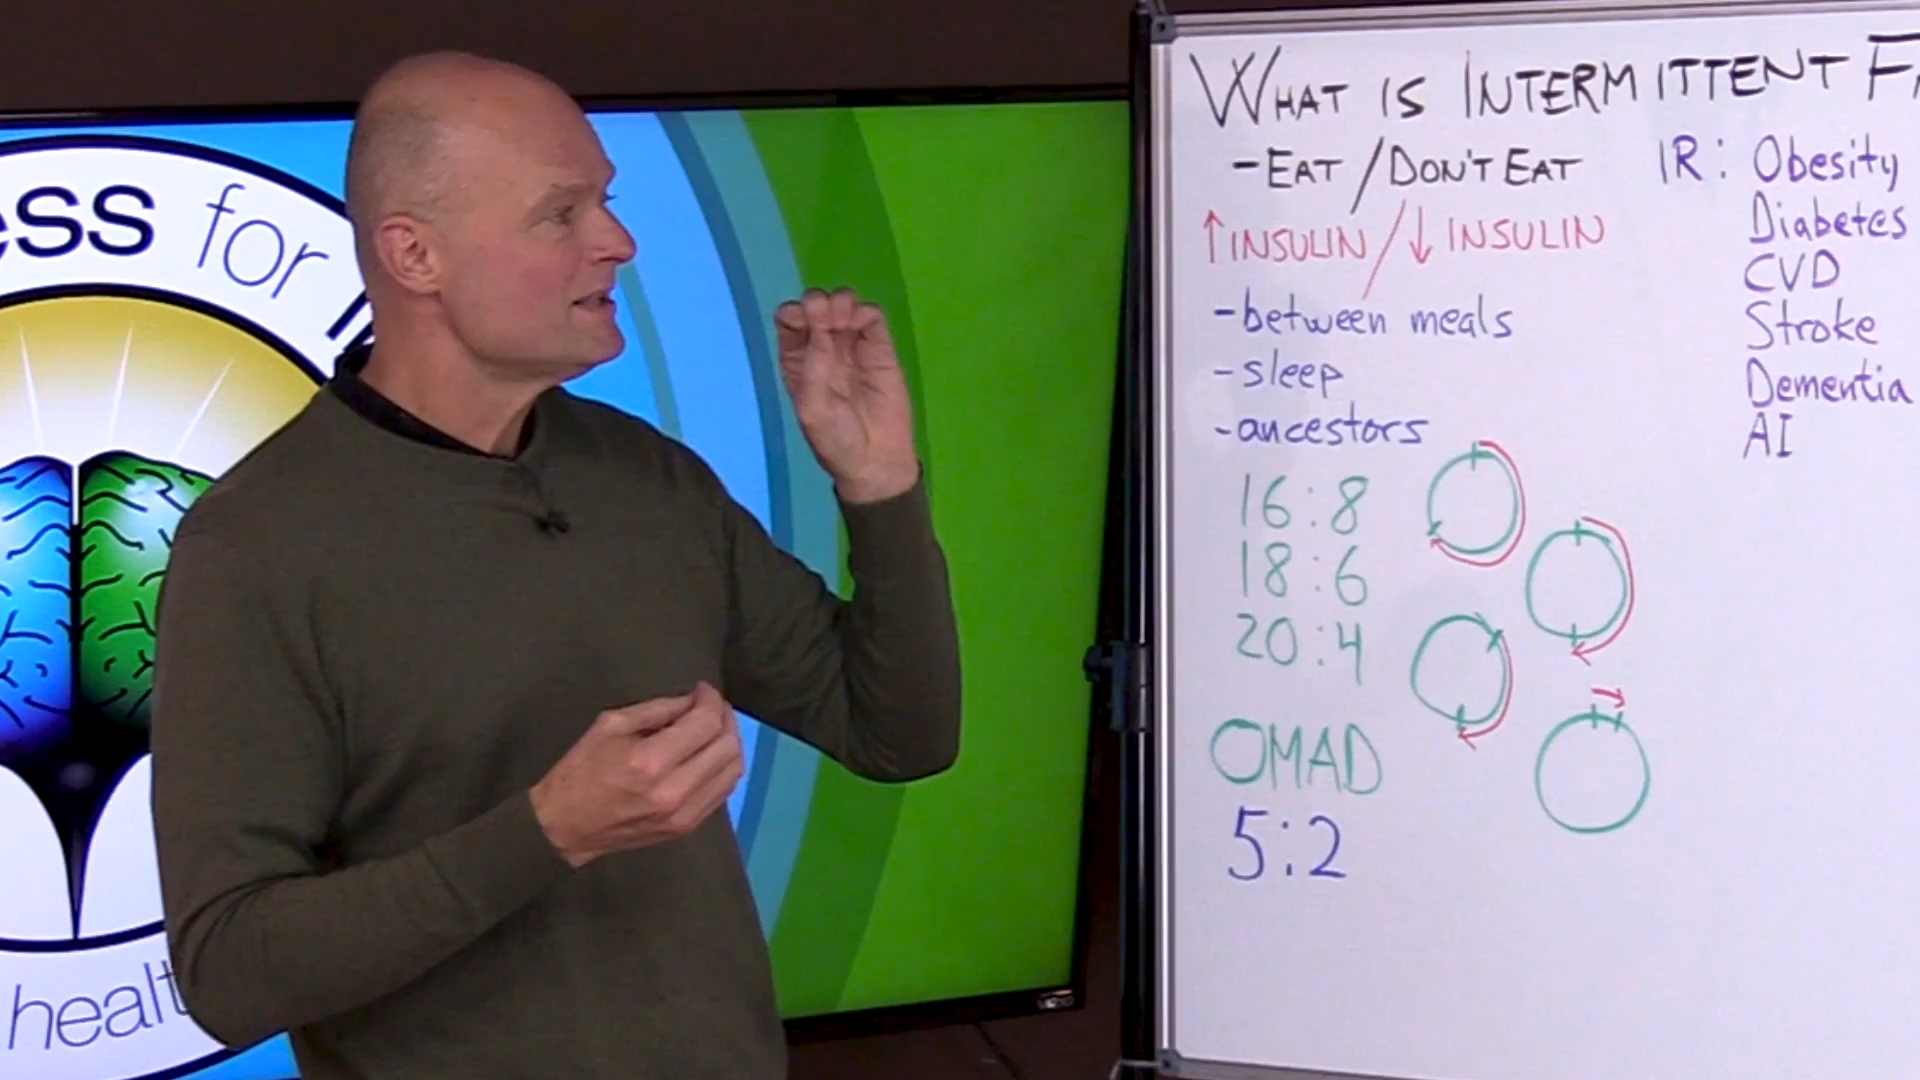 WHAT IS INTERMITTENT
- EAT / DON'T EAT
↑ INSULIN / ↓ INSULIN
- between meals
- sleep
- ancestors
16:8
18:6
20:4
OMAD
5:2
IR: Obesity
Diabetes
CVD
Stroke
Dementia
AI
ess for
healt
VIZIO